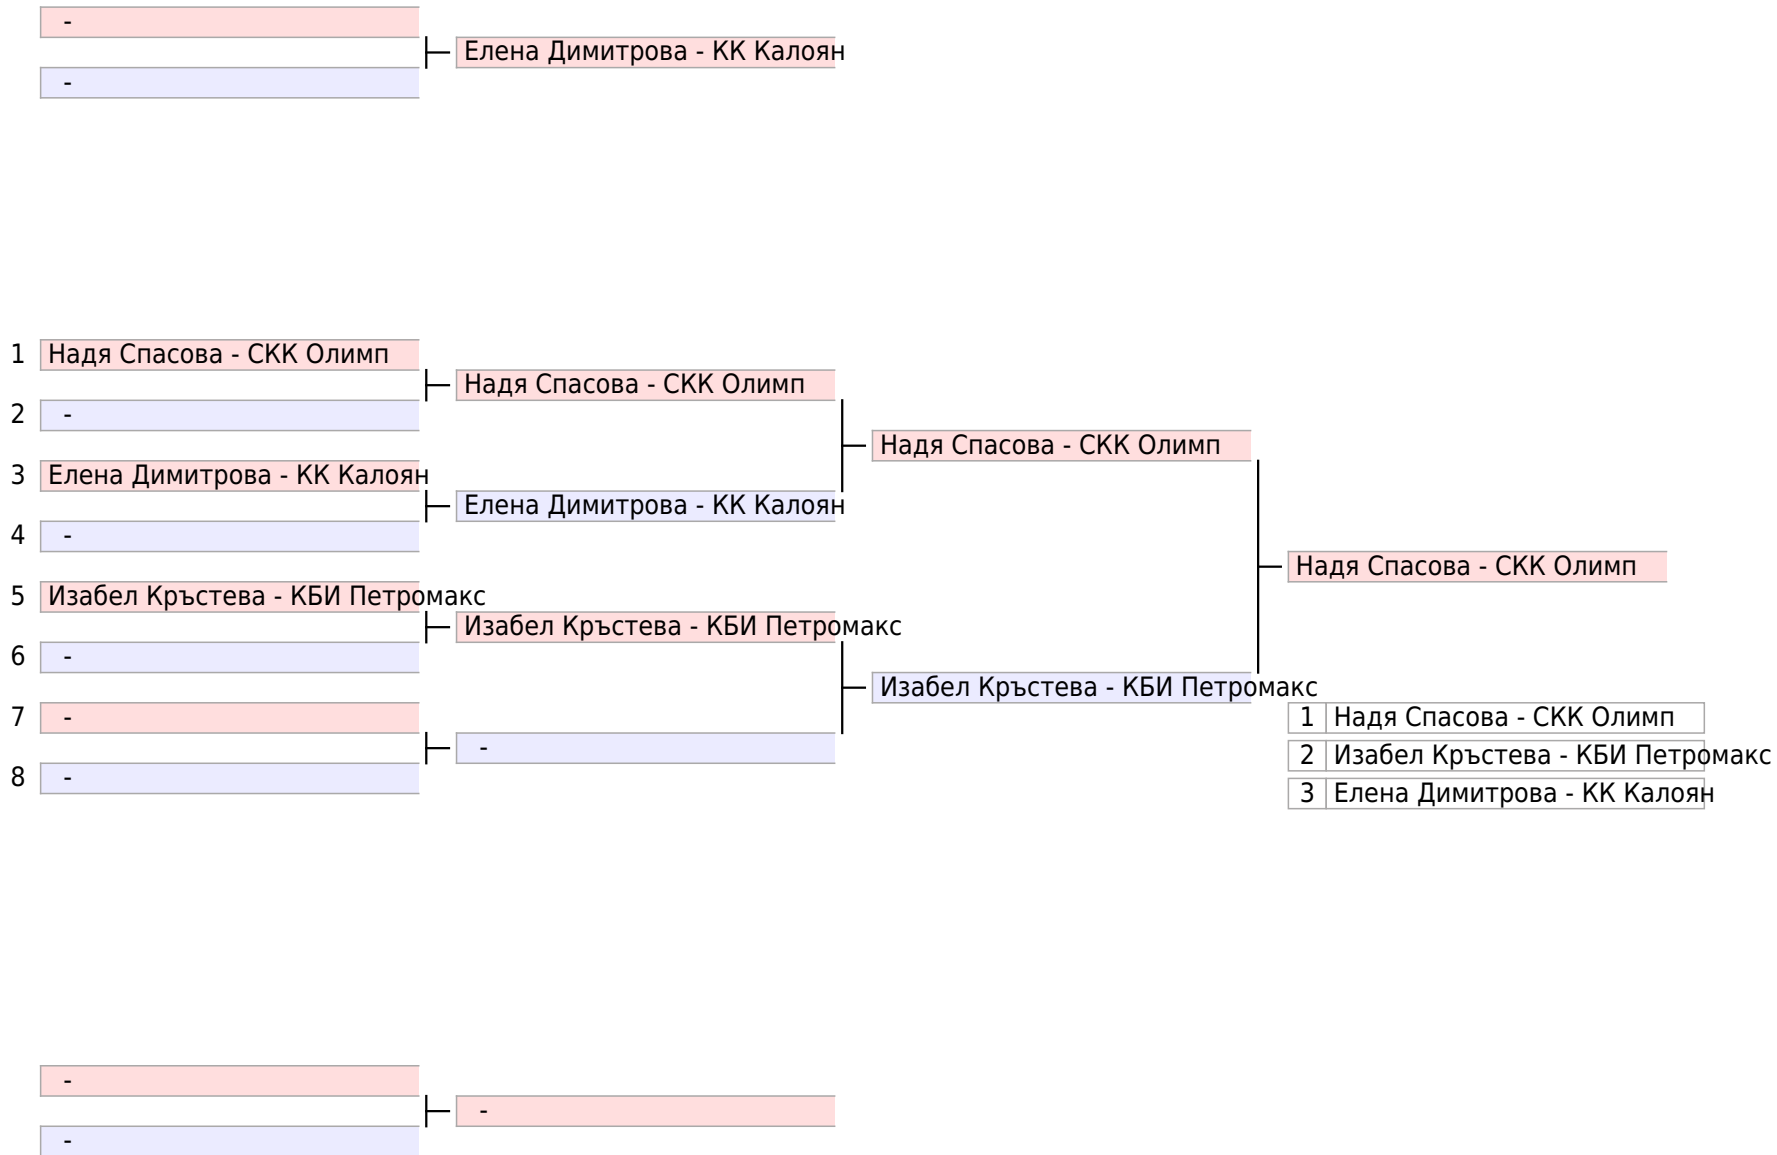 -
Елена Димитрова - КК Калоян
-
1 Надя Спасова - СКК Олимп
Надя Спасова - СКК Олимп
2 -
Надя Спасова - СКК Олимп
3 Елена Димитрова - КК Калоян
Елена Димитрова - КК Калоян
4 -
Надя Спасова - СКК Олимп
5 Изабел Кръстева - КБИ Петромакс
Изабел Кръстева - КБИ Петромакс
6 -
Изабел Кръстева - КБИ Петромакс
7 -
-
8 -
1 Надя Спасова - СКК Олимп
2 Изабел Кръстева - КБИ Петромакс
3 Елена Димитрова - КК Калоян
-
-
-